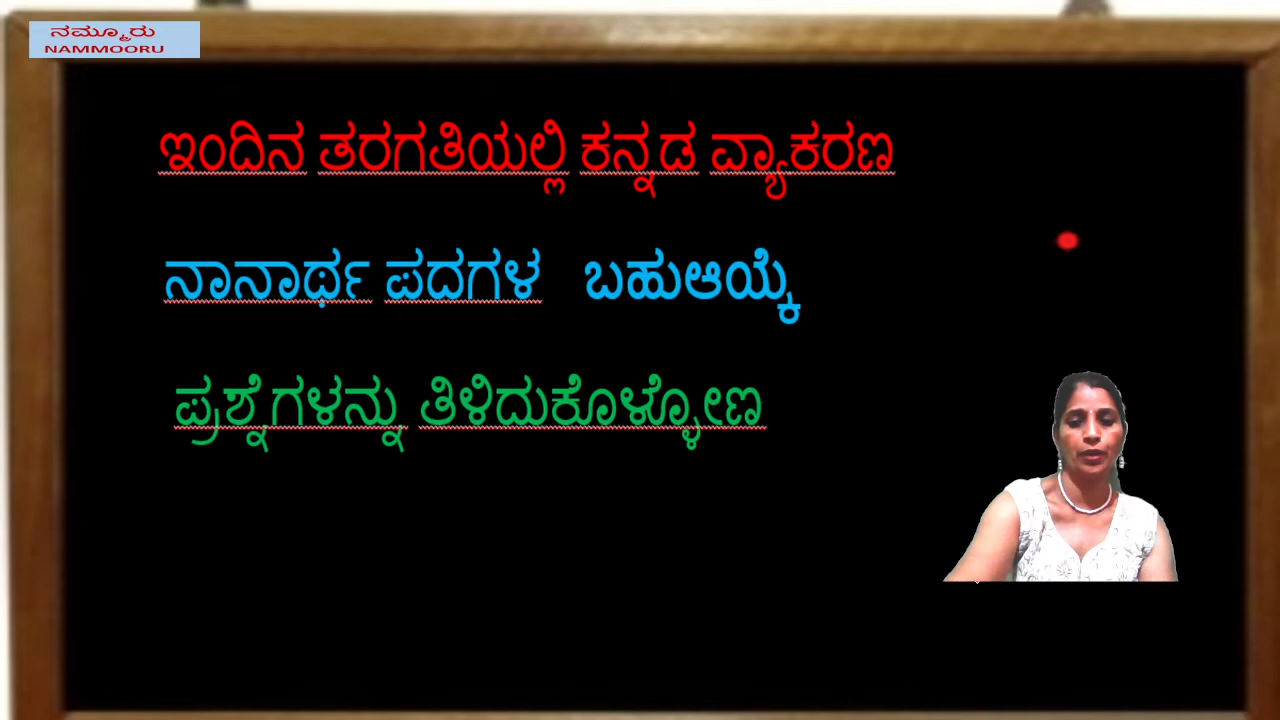 ನಮ್ಮೂರು
NAMMOORU
ಇಂದಿನ ತರಗತಿಯಲ್ಲಿ ಕನ್ನಡ ವ್ಯಾಕರಣ
ನಾನಾರ್ಥ ಪದಗಳ ಬಹುಆಯ್ಕೆ
ಪ್ರಶ್ನೆಗಳನ್ನು ತಿಳಿದುಕೊಳ್ಳೋಣ